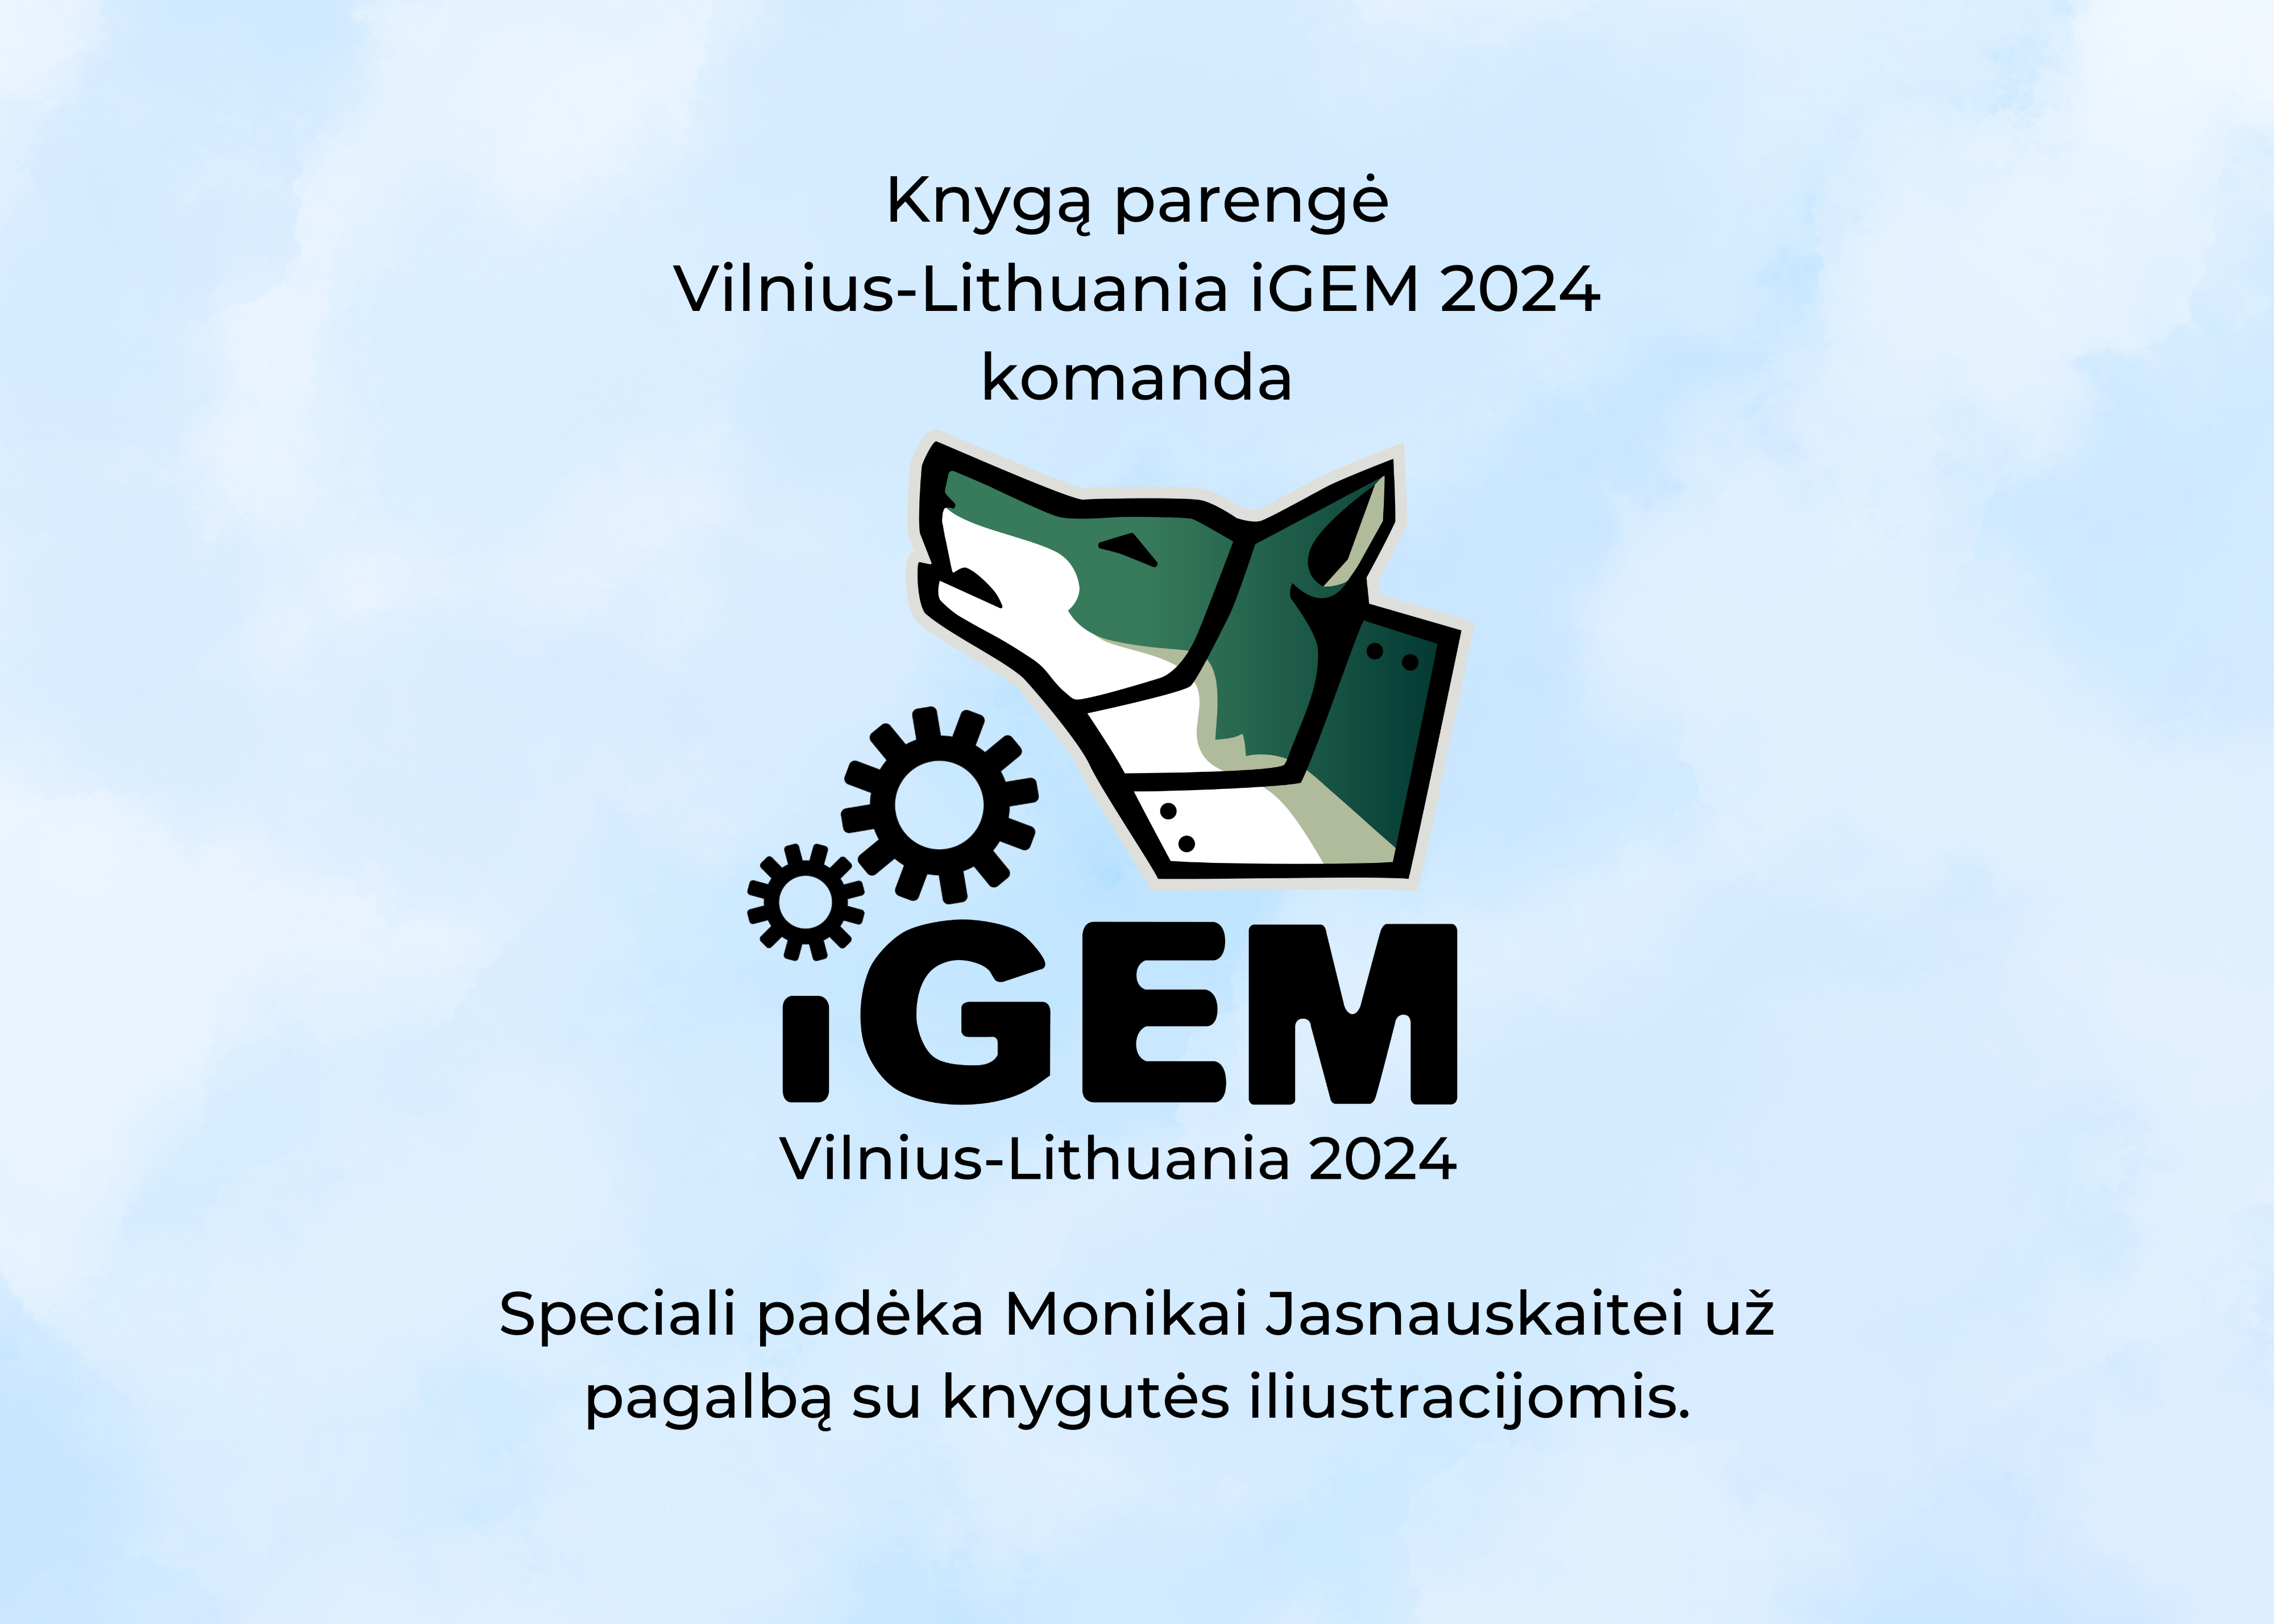 Knygą parengė
Vilnius-Lithuania iGEM 2024
komanda
iGEM
Vilnius-Lithuania 2024
Speciali padėka Monikai Jasnauskaitei už
pagalbą su knygutės iliustracijomis.